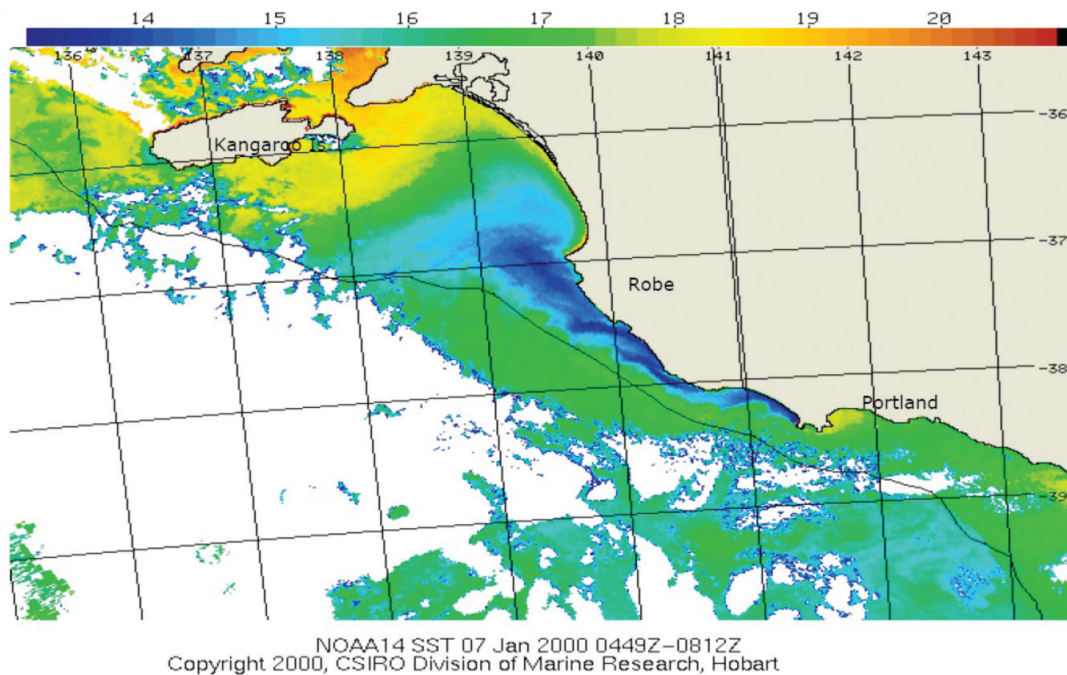 14 15 16 17 18 19 20
136 137 138 139 140 141 142 143
-36
Kangaroo Is
-37
Robe
-38
Portland
-39
NOAA14 SST 07 Jan 2000 0449Z-0812Z
Copyright 2000, CSIRO Division of Marine Research, Hobart